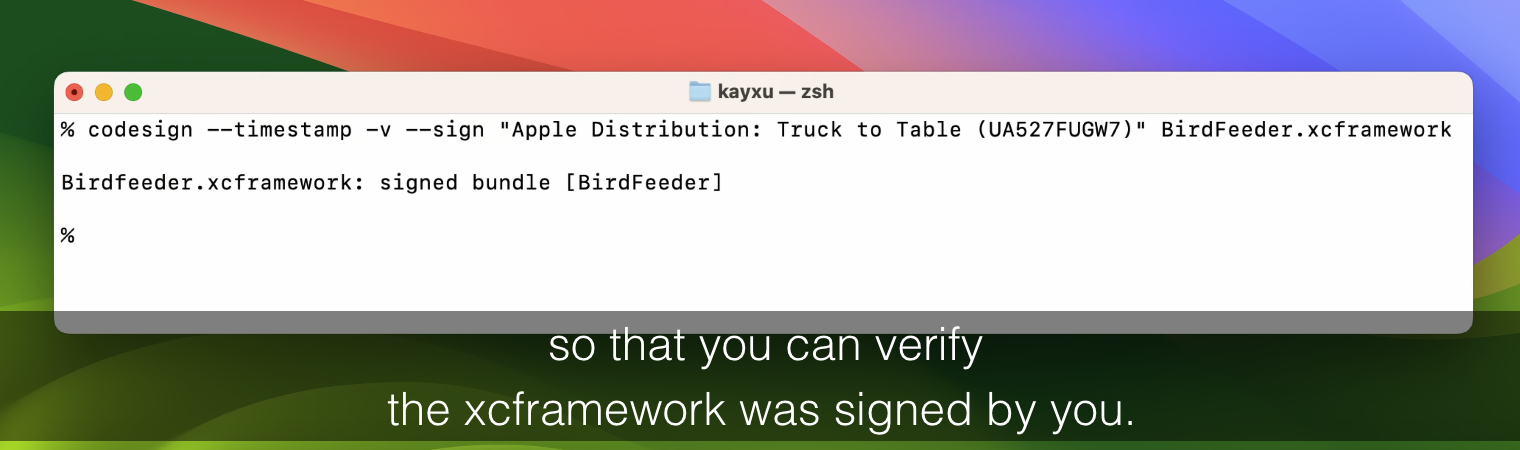 kayxu — zsh
% codesign --timestamp -v --sign "Apple Distribution: Truck to Table (UA527FUGW7)" BirdFeeder.xcframework
Birdfeeder.xcframework: signed bundle [BirdFeeder]
%
so that you can verify
the xcframework was signed by you.